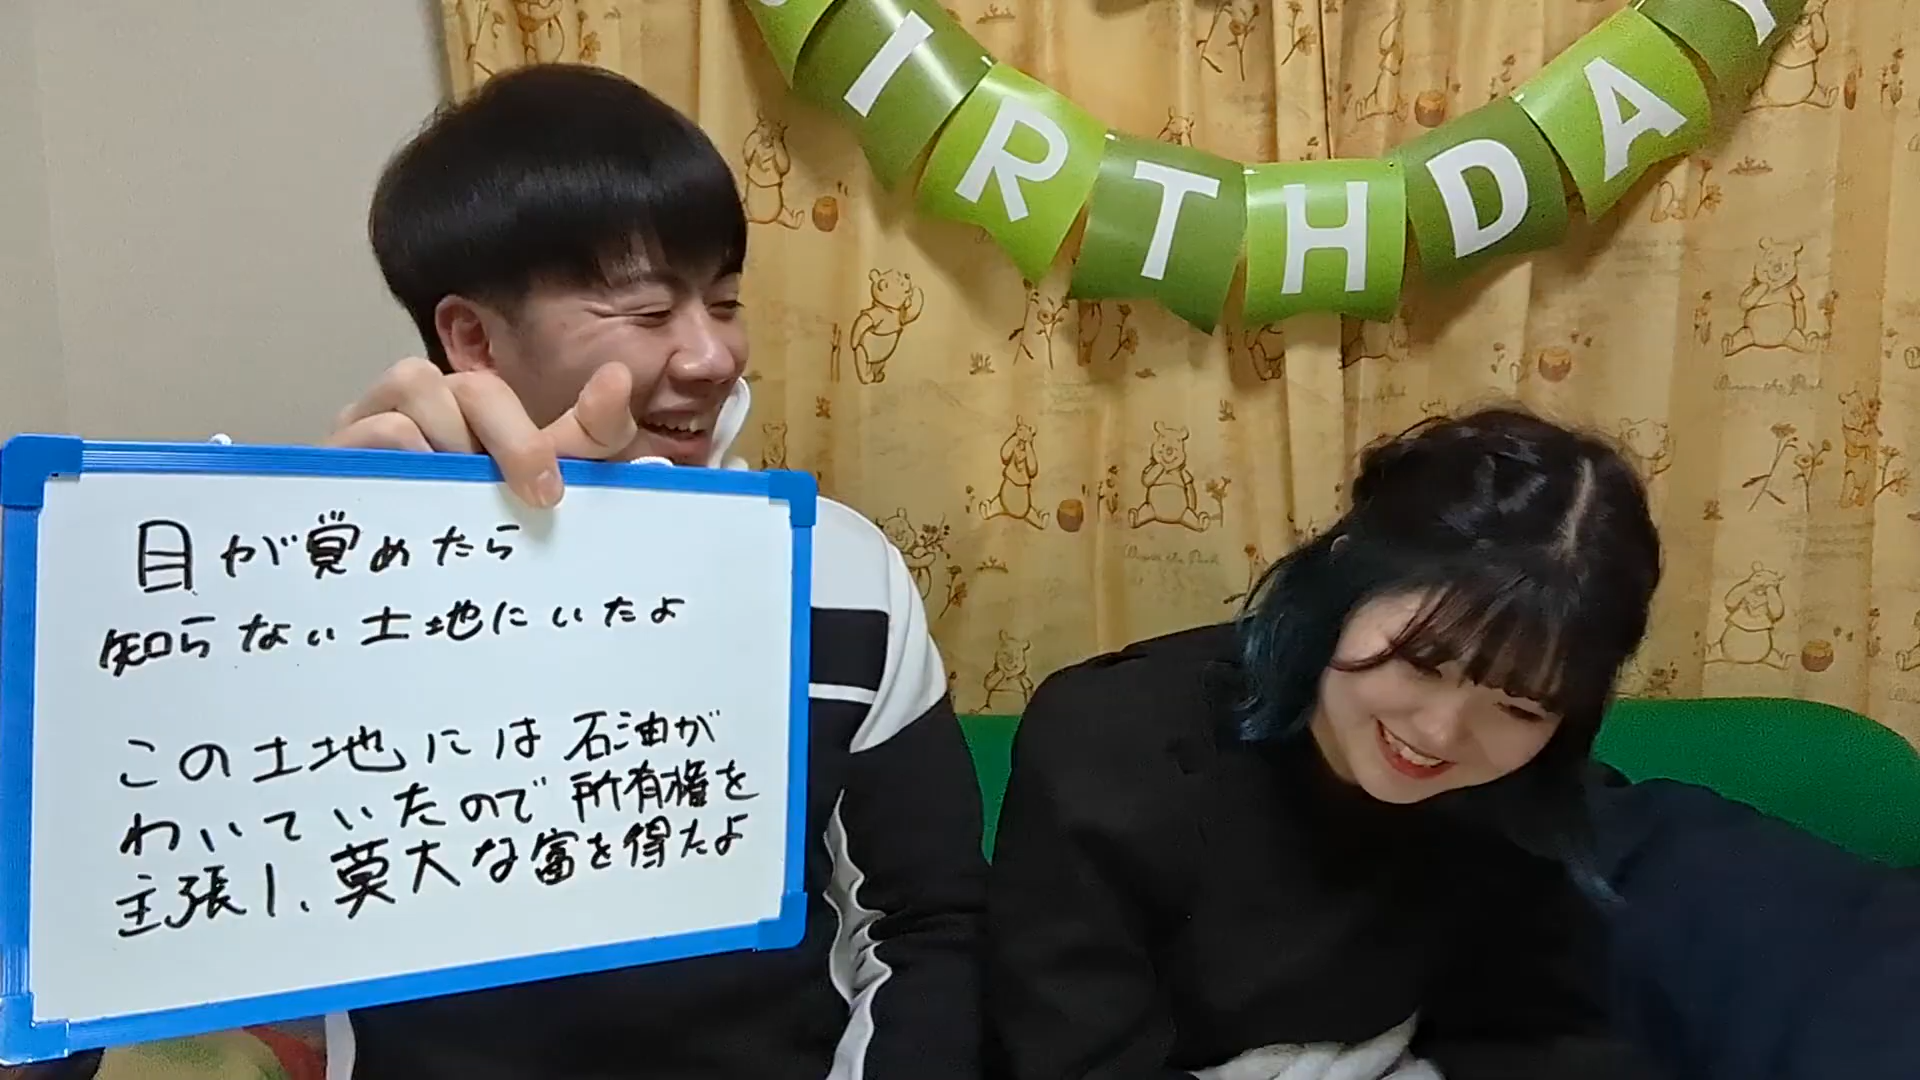 BIRTHDAY
目が覚めたら
知らない土地にいたよ
この土地には石油が
わいていたので所有権を
主張し、莫大な富を得たよ